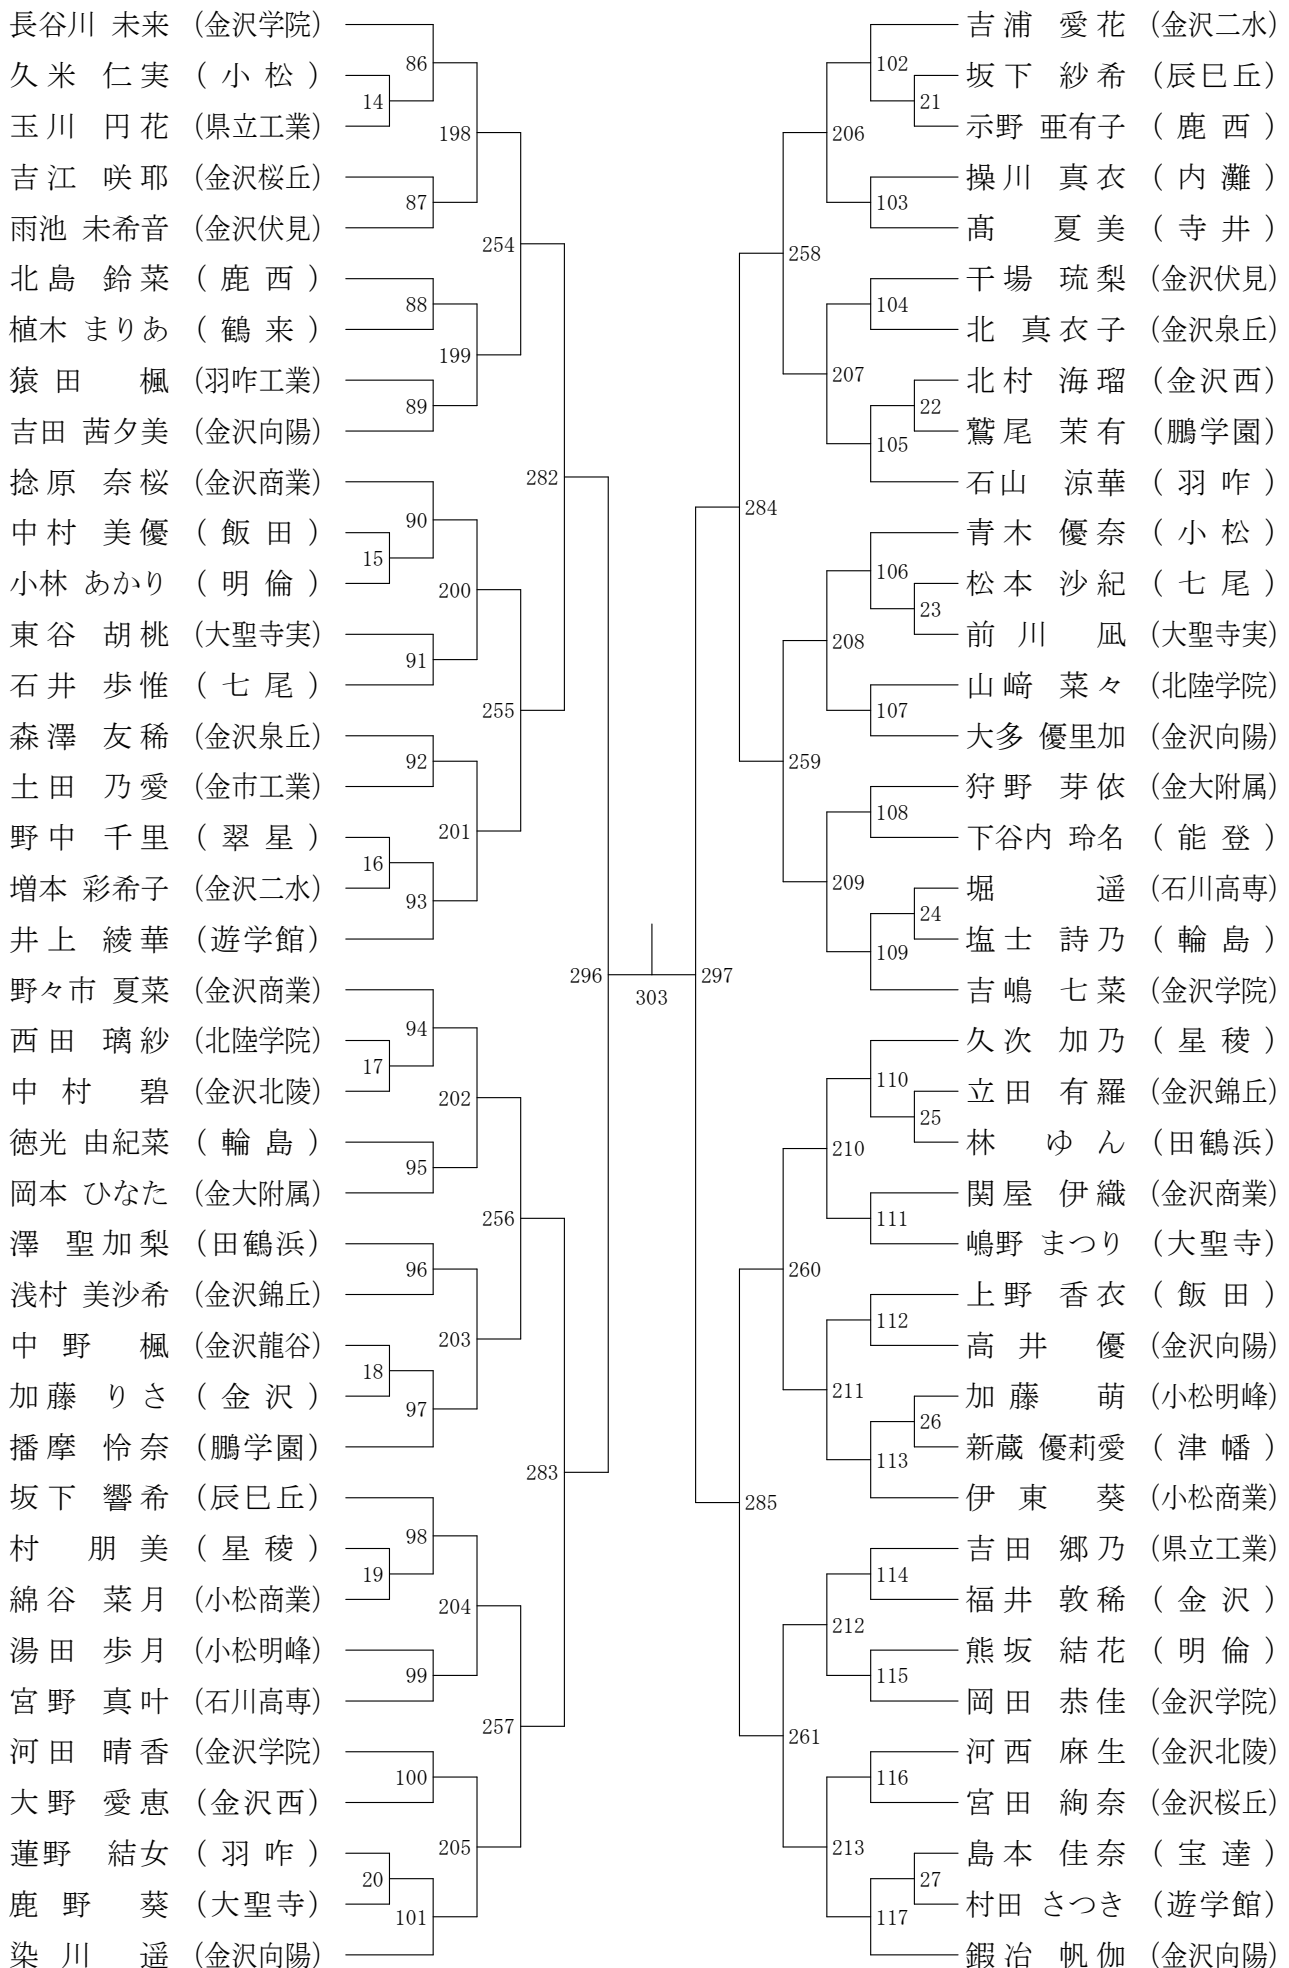 長谷川 未来 (金沢学院)
久米 仁実 (小松)
玉川 円花 (県立工業)
吉江 咲耶 (金沢桜丘)
雨池 未希音 (金沢伏見)
北島 鈴菜 (鹿西)
植木 まりあ (鶴来)
猿田 楓 (羽咋工業)
吉田 茜夕美 (金沢向陽)
捻原 奈桜 (金沢商業)
中村 美優 (飯田)
小林 あかり (明倫)
東谷 胡桃 (大聖寺実)
石井 歩惟 (七尾)
森澤 友稀 (金沢泉丘)
土田 乃愛 (金市工業)
野中 千里 (翠星)
増本 彩希子 (金沢二水)
井上 綾華 (遊学館)
野々市 夏菜 (金沢商業)
西田 璃紗 (北陸学院)
中村 碧 (金沢北陵)
徳光 由紀菜 (輪島)
岡本 ひなた (金大附属)
澤 聖加梨 (田鶴浜)
浅村 美沙希 (金沢錦丘)
中野 楓 (金沢龍谷)
加藤 りさ (金沢)
播摩 怜奈 (鵬学園)
坂下 響希 (辰巳丘)
村 朋美 (星稜)
綿谷 菜月 (小松商業)
湯田 歩月 (小松明峰)
宮野 真叶 (石川高専)
河田 晴香 (金沢学院)
大野 愛恵 (金沢西)
蓮野 結女 (羽咋)
鹿野 葵 (大聖寺)
染川 遥 (金沢向陽)
14
15
16
17
18
19
20
86
87
88
89
90
91
92
93
94
95
96
97
98
99
100
101
198
199
200
201
202
203
204
205
254
255
256
257
282
283
296
303
297
284
285
258
259
260
261
206
207
208
209
210
211
212
213
102
103
104
105
106
107
108
109
110
111
112
113
114
115
116
117
21
22
23
24
25
26
27
吉浦 愛花 (金沢二水)
坂下 紗希 (辰巳丘)
示野 亜有子 (鹿西)
操川 真衣 (内灘)
髙 夏美 (寺井)
干場 琉梨 (金沢伏見)
北 真衣子 (金沢泉丘)
北村 海瑠 (金沢西)
鷲尾 茉有 (鵬学園)
石山 涼華 (羽咋)
青木 優奈 (小松)
松本 沙紀 (七尾)
前川 凪 (大聖寺実)
山﨑 菜々 (北陸学院)
大多 優里加 (金沢向陽)
狩野 芽依 (金大附属)
下谷内 玲名 (能登)
堀 遥 (石川高専)
塩士 詩乃 (輪島)
吉嶋 七菜 (金沢学院)
久次 加乃 (星稜)
立田 有羅 (金沢錦丘)
林 ゆん (田鶴浜)
関屋 伊織 (金沢商業)
嶋野 まつり (大聖寺)
上野 香衣 (飯田)
高井 優 (金沢向陽)
加藤 萌 (小松明峰)
新蔵 優莉愛 (津幡)
伊東 葵 (小松商業)
吉田 郷乃 (県立工業)
福井 敦稀 (金沢)
熊坂 結花 (明倫)
岡田 恭佳 (金沢学院)
河西 麻生 (金沢北陵)
宮田 絢奈 (金沢桜丘)
島本 佳奈 (宝達)
村田 さつき (遊学館)
鍜冶 帆伽 (金沢向陽)